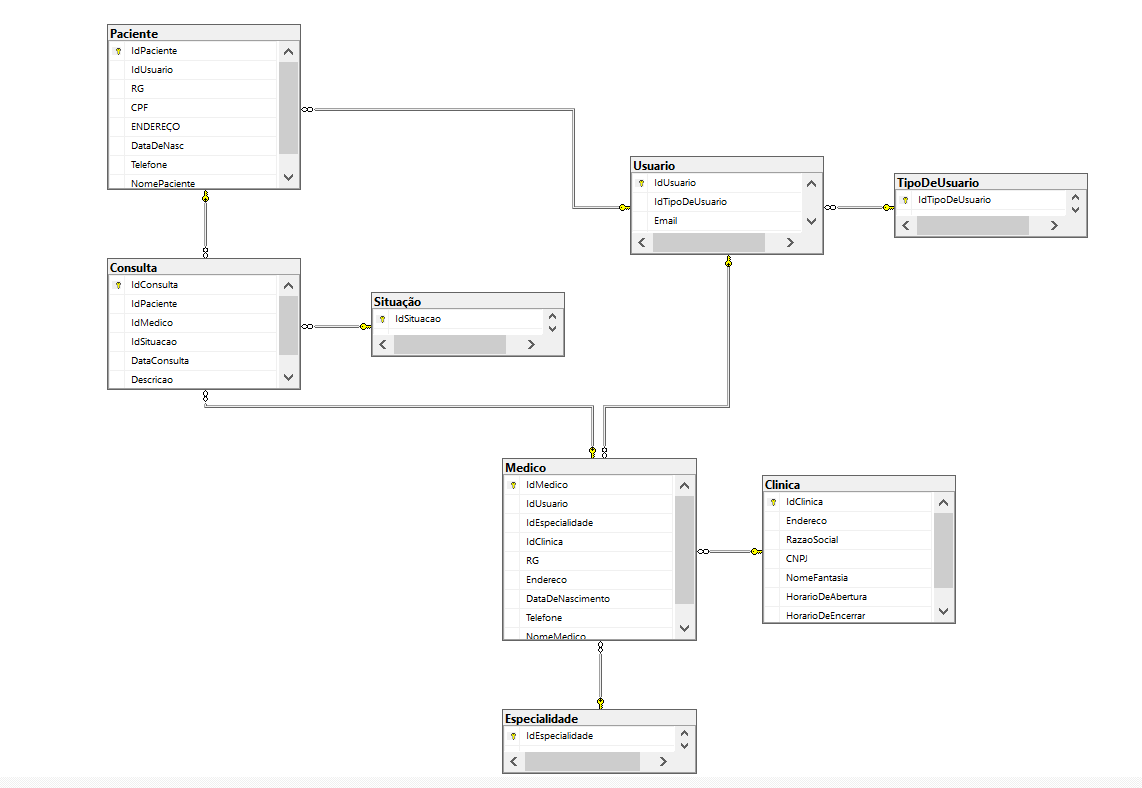 Paciente
IdPaciente
IdUsuario
RG
CPF
ENDEREÇO
DataDeNasc
Telefone
NomePaciente
Usuario
IdUsuario
IdTipoDeUsuario
Email
TipoDeUsuario
IdTipoDeUsuario
Consulta
IdConsulta
IdPaciente
IdMedico
IdSituacao
DataConsulta
Descricao
Situação
IdSituacao
Medico
IdMedico
IdUsuario
IdEspecialidade
IdClinica
RG
Endereco
DataDeNascimento
Telefone
NomeMedico
Clinica
IdClinica
Endereco
RazaoSocial
CNPJ
NomeFantasia
HorarioDeAbertura
HorarioDeEncerrar
Especialidade
IdEspecialidade